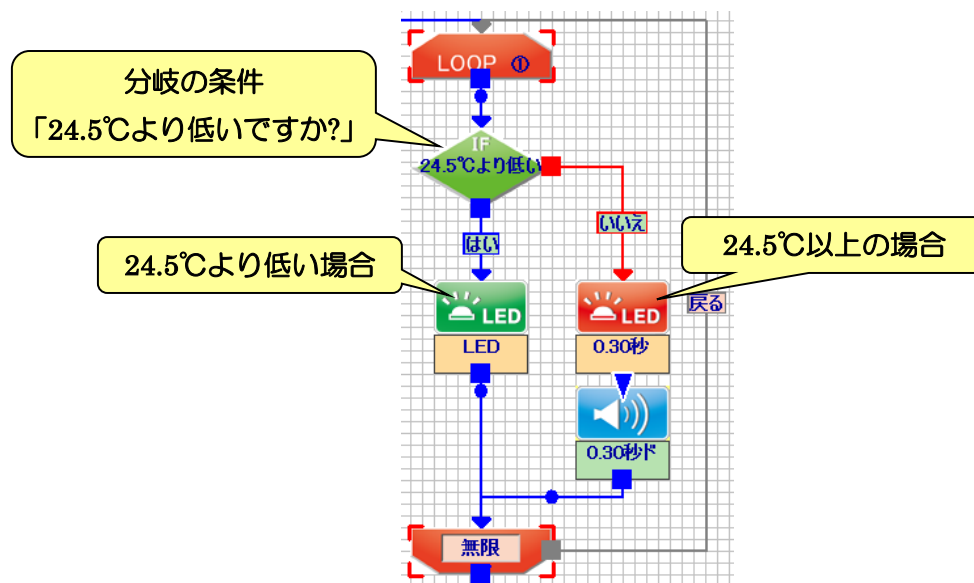 LOOP ①
分岐の条件
「24.5℃より低いですか?」
IF
24.5℃より低い
はい
いいえ
24.5℃より低い場合
24.5℃以上の場合
LED
LED
戻る
LED
0.30秒
0.30秒ド
無限